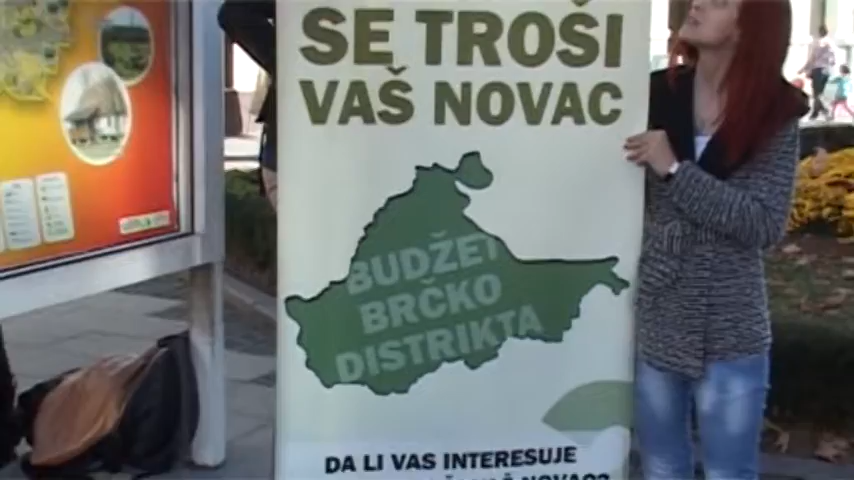 SE TROŠI
VAŠ NOVAC
BUDŽET
BRČKO
DISTRIKTA
DA LI VAS INTERESUJE
NOVAC?